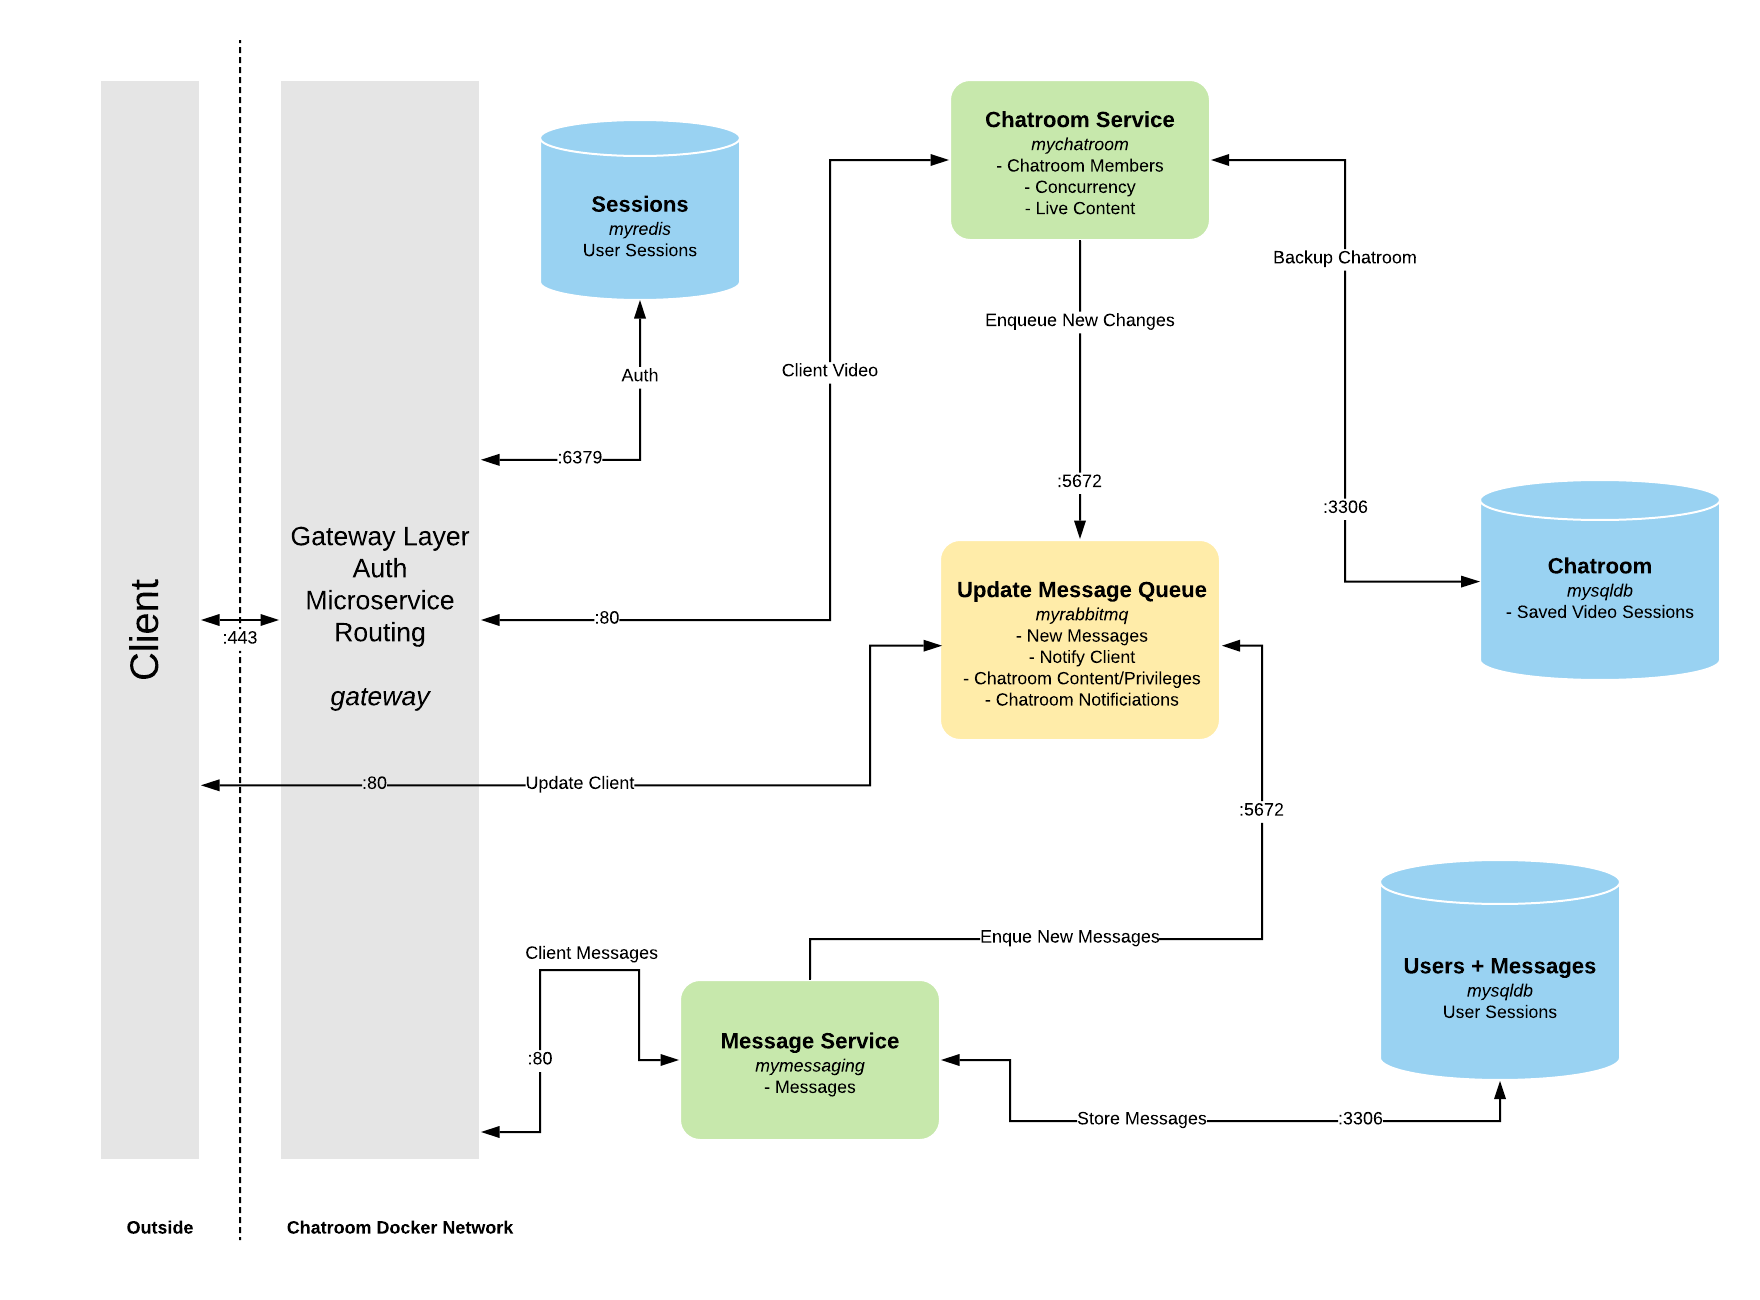 Client
:443
Gateway Layer
Auth
Microservice
Routing
gateway
Sessions
myredis
User Sessions
Auth
:6379
Client Video
:80
Chatroom Service
mychatroom
- Chatroom Members
- Concurrency
- Live Content
Enqueue New Changes
:5672
Backup Chatroom
:3306
Chatroom
mysqldb
- Saved Video Sessions
Update Message Queue
myrabbitmq
- New Messages
- Notify Client
- Chatroom Content/Privileges
- Chatroom Notificiations
:80
Update Client
:5672
Enque New Messages
Client Messages
:80
Message Service
mymessaging
- Messages
Store Messages
:3306
Users + Messages
mysqldb
User Sessions
Outside
Chatroom Docker Network